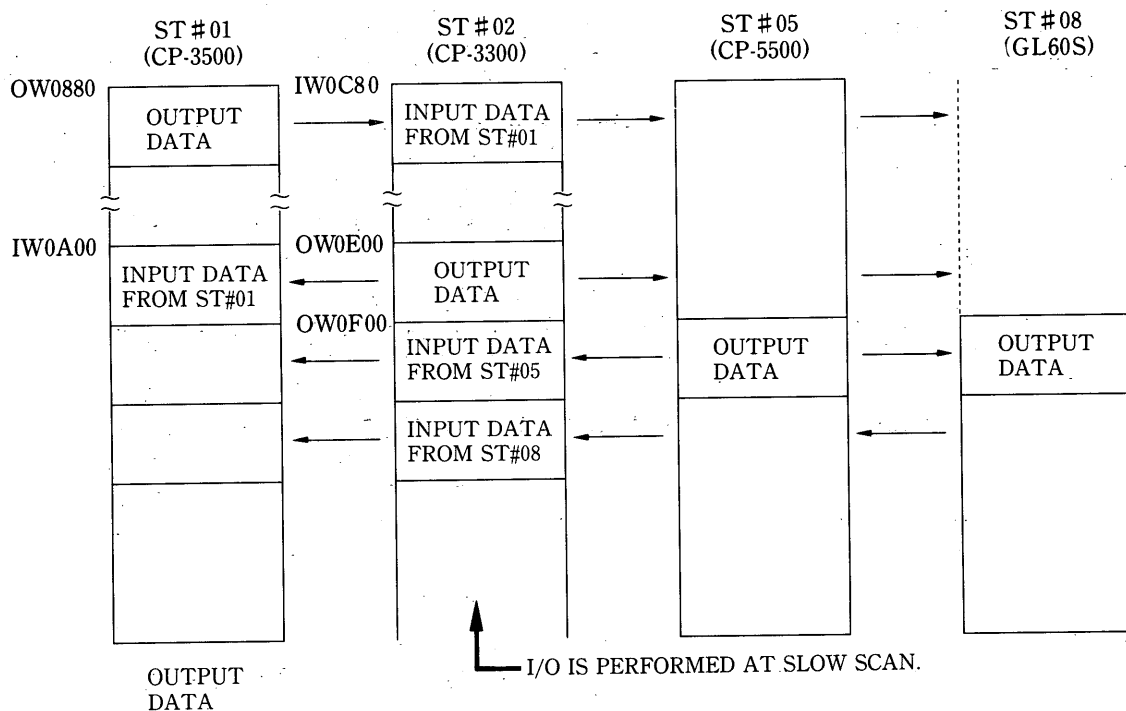 ST#01
(CP-3500)
ST#02
(CP-3300)
ST#05
(CP-5500)
ST#08
(GL60S)
OW0880
OUTPUT
DATA
IW0C80
INPUT DATA
FROM ST#01
IW0A00
INPUT DATA
FROM ST#01
OW0E00
OUTPUT
DATA
OW0F00
INPUT DATA
FROM ST#05
OUTPUT
DATA
OUTPUT
DATA
INPUT DATA
FROM ST#08
I/O IS PERFORMED AT SLOW SCAN.
OUTPUT
DATA